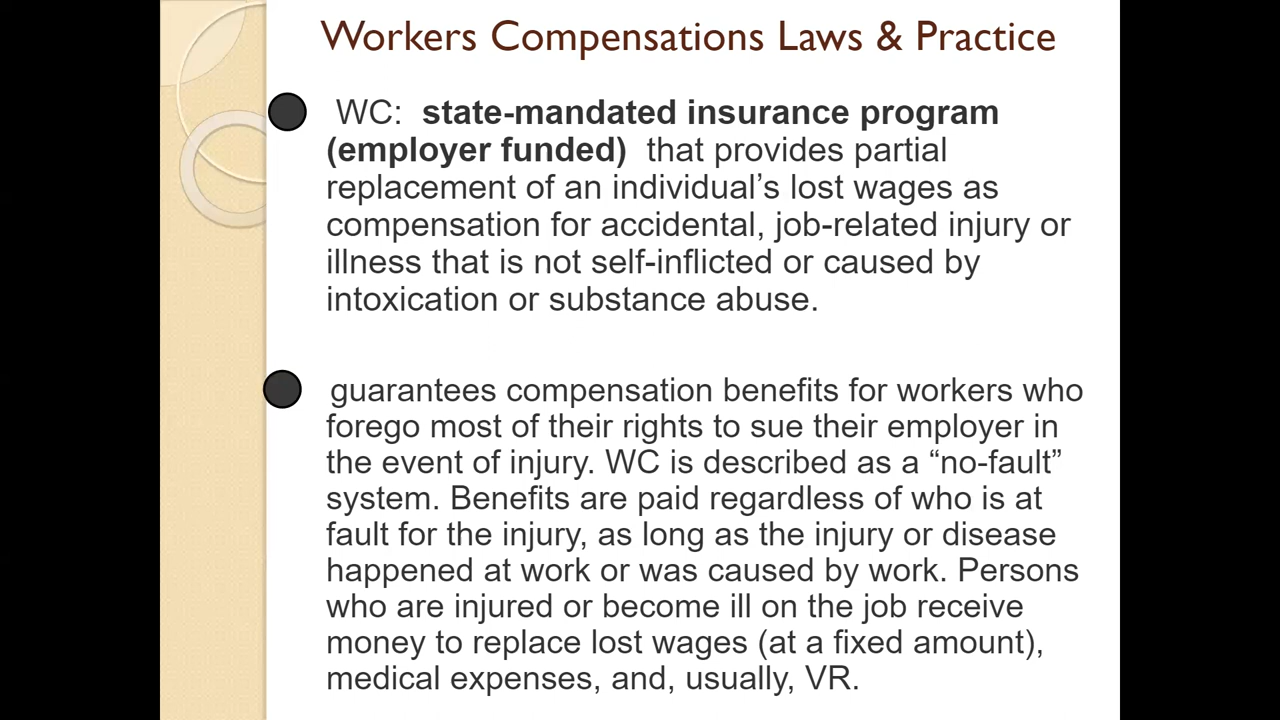 Workers Compensations Laws & Practice
WC: state-mandated insurance program
(employer funded) that provides partial
replacement of an individual’s lost wages as
compensation for accidental, job-related injury or
illness that is not self-inflicted or caused by
intoxication or substance abuse.
guarantees compensation benefits for workers who
forego most of their rights to sue their employer in
the event of injury. WC is described as a “no-fault”
system. Benefits are paid regardless of who is at
fault for the injury, as long as the injury or disease
happened at work or was caused by work. Persons
who are injured or become ill on the job receive
money to replace lost wages (at a fixed amount),
medical expenses, and, usually, VR.